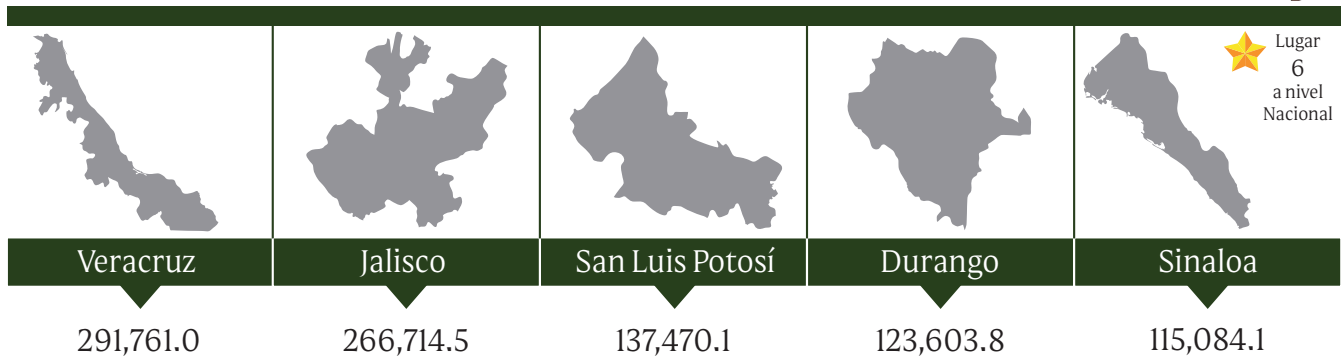 Lugar
6
a nivel
Nacional
Veracruz
Jalisco
San Luis Potosí
Durango
Sinaloa
291,761.0
266,714.5
137,470.1
123,603.8
115,084.1